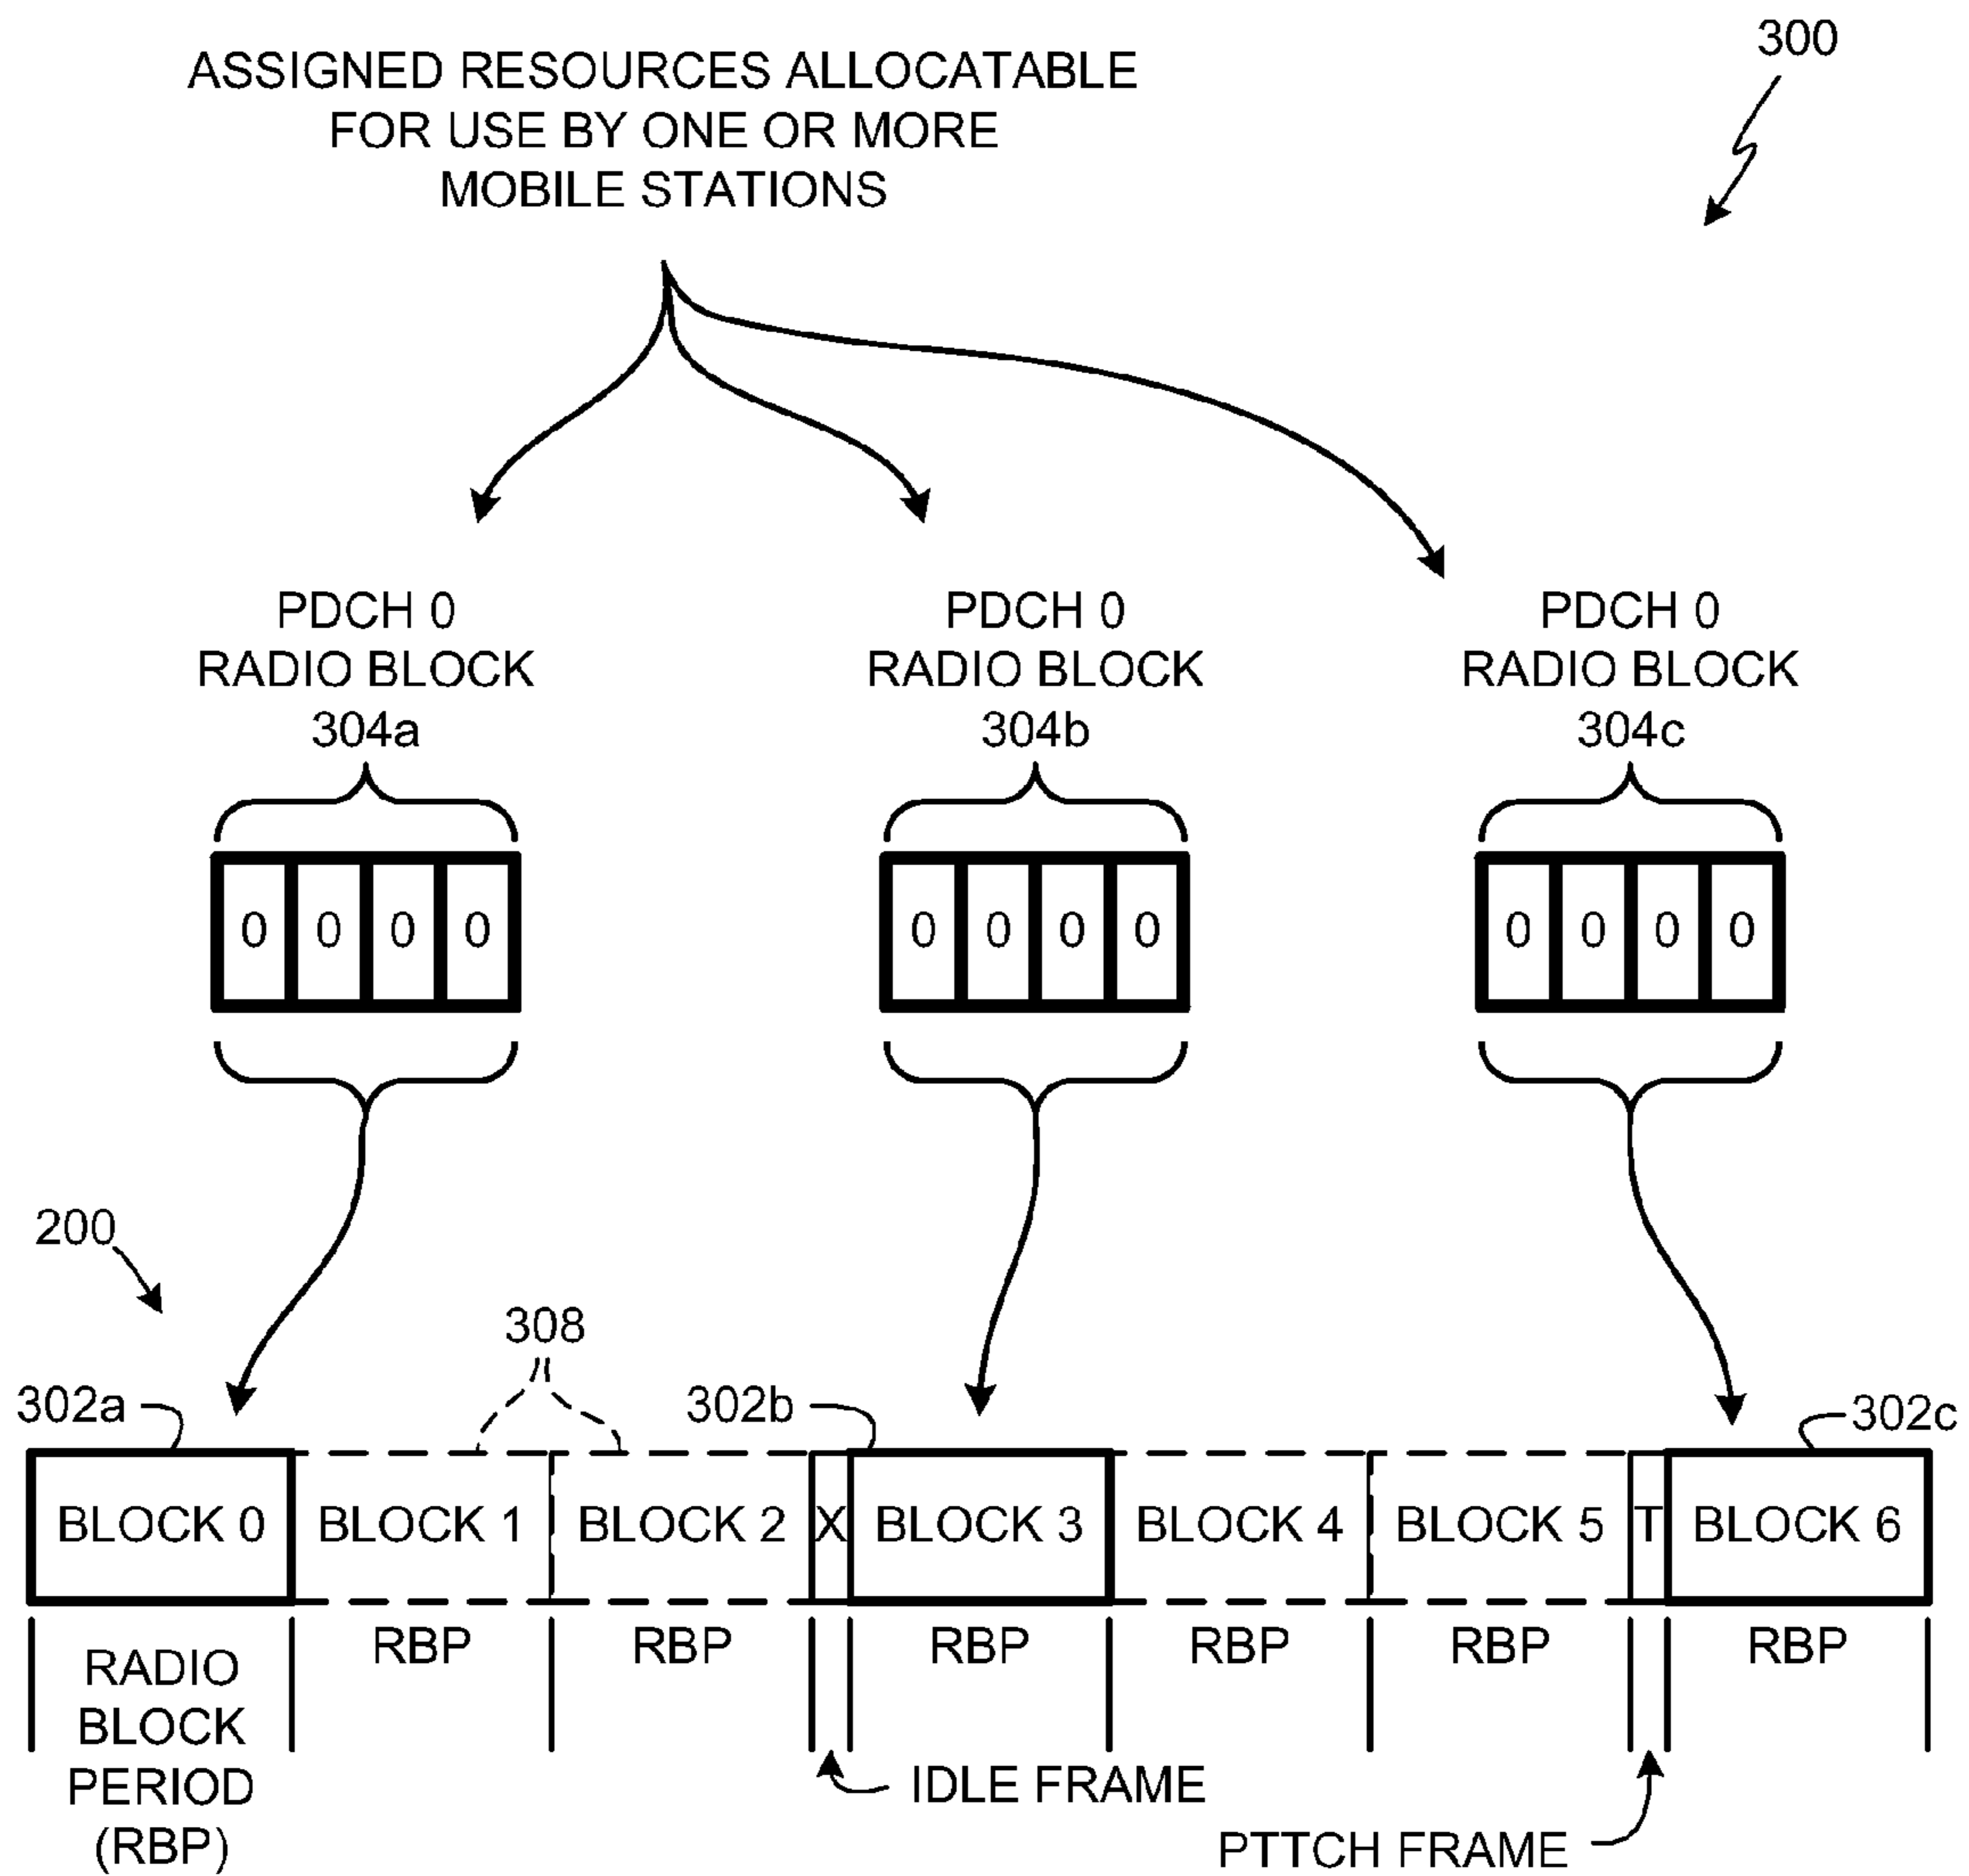 300
ASSIGNED RESOURCES ALLOCATABLE
FOR USE BY ONE OR MORE
MOBILE STATIONS
PDCH 0
RADIO BLOCK
304a
PDCH 0
RADIO BLOCK
304b
PDCH 0
RADIO BLOCK
304c
0 0 0 0
0 0 0 0
0 0 0 0
200
308
302a
302b
302c
BLOCK 0 BLOCK 1 BLOCK 2 X BLOCK 3 BLOCK 4 BLOCK 5 T BLOCK 6
RADIO
BLOCK
PERIOD
(RBP)
RBP RBP RBP RBP RBP RBP
IDLE FRAME
PTTCH FRAME